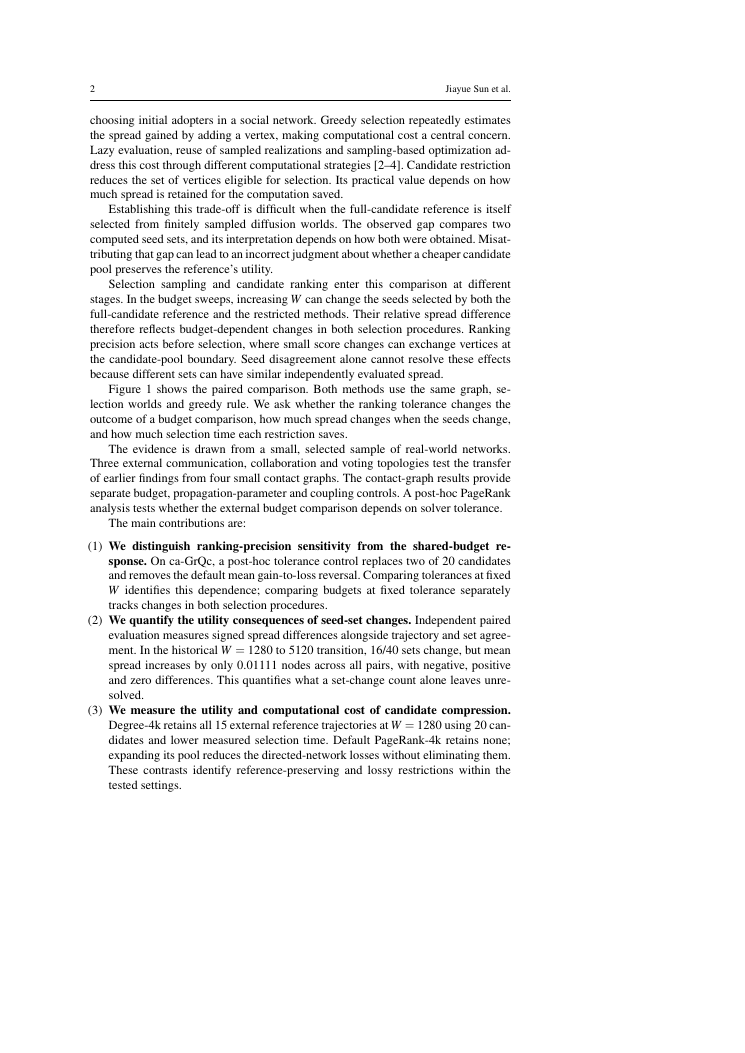 2
Jiayue Sun et al.
choosing initial adopters in a social network. Greedy selection repeatedly estimates
the spread gained by adding a vertex, making computational cost a central concern.
Lazy evaluation, reuse of sampled realizations and sampling-based optimization ad-
dress this cost through different computational strategies [2–4]. Candidate restriction
reduces the set of vertices eligible for selection. Its practical value depends on how
much spread is retained for the computation saved.
Establishing this trade-off is difficult when the full-candidate reference is itself
selected from finitely sampled diffusion worlds. The observed gap compares two
computed seed sets, and its interpretation depends on how both were obtained. Misat-
tributing that gap can lead to an incorrect judgment about whether a cheaper candidate
pool preserves the reference's utility.
Selection sampling and candidate ranking enter this comparison at different
stages. In the budget sweeps, increasing W can change the seeds selected by both the
full-candidate reference and the restricted methods. Their relative spread difference
therefore reflects budget-dependent changes in both selection procedures. Ranking
precision acts before selection, where small score changes can exchange vertices at
the candidate-pool boundary. Seed disagreement alone cannot resolve these effects
because different sets can have similar independently evaluated spread.
Figure 1 shows the paired comparison. Both methods use the same graph, se-
lection worlds and greedy rule. We ask whether the ranking tolerance changes the
outcome of a budget comparison, how much spread changes when the seeds change,
and how much selection time each restriction saves.
The evidence is drawn from a small, selected sample of real-world networks.
Three external communication, collaboration and voting topologies test the transfer
of earlier findings from four small contact graphs. The contact-graph results provide
separate budget, propagation-parameter and coupling controls. A post-hoc PageRank
analysis tests whether the external budget comparison depends on solver tolerance.
The main contributions are:
(1) We distinguish ranking-precision sensitivity from the shared-budget re-
sponse. On ca-GrQc, a post-hoc tolerance control replaces two of 20 candidates
and removes the default mean gain-to-loss reversal. Comparing tolerances at fixed
W identifies this dependence; comparing budgets at fixed tolerance separately
tracks changes in both selection procedures.
(2) We quantify the utility consequences of seed-set changes. Independent paired
evaluation measures signed spread differences alongside trajectory and set agree-
ment. In the historical W = 1280 to 5120 transition, 16/40 sets change, but mean
spread increases by only 0.01111 nodes across all pairs, with negative, positive
and zero differences. This quantifies what a set-change count alone leaves unre-
solved.
(3) We measure the utility and computational cost of candidate compression.
Degree-4k retains all 15 external reference trajectories at W = 1280 using 20 can-
didates and lower measured selection time. Default PageRank-4k retains none;
expanding its pool reduces the directed-network losses without eliminating them.
These contrasts identify reference-preserving and lossy restrictions within the
tested settings.